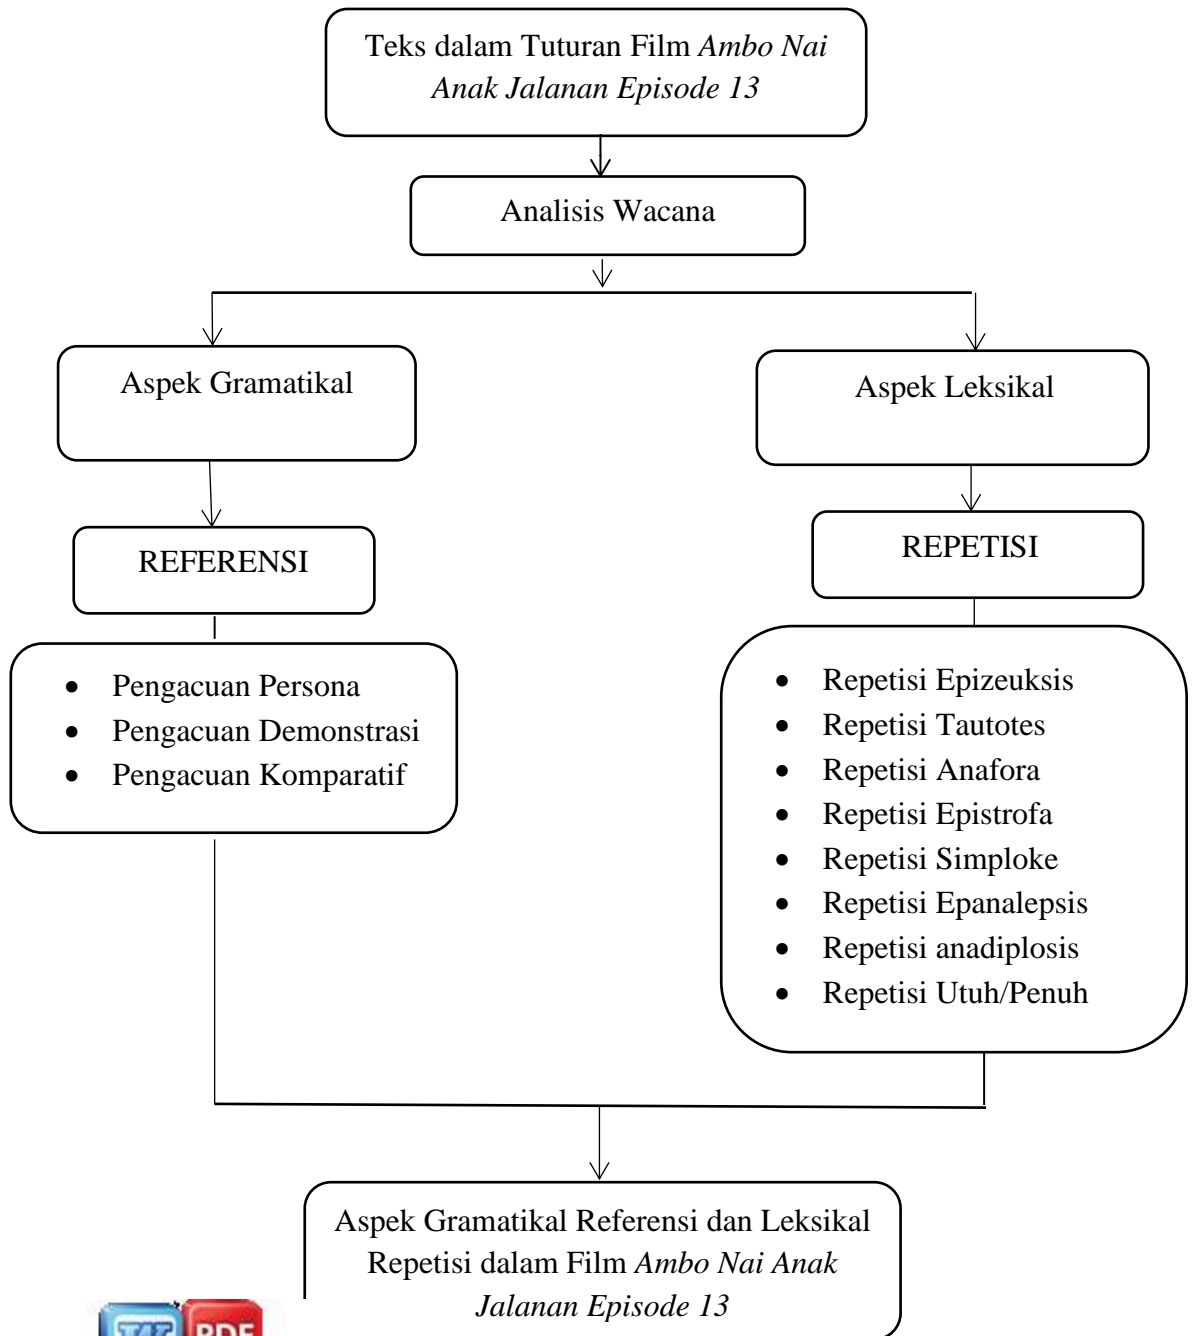 Teks dalam Tuturan Film Ambo Nai
Anak Jalanan Episode 13
Analisis Wacana
Aspek Gramatikal
Aspek Leksikal
REFERENSI
REPETISI
• Pengacuan Persona
• Pengacuan Demonstrasi
• Pengacuan Komparatif
• Repetisi Epizeuksis
• Repetisi Tautotes
• Repetisi Anafora
• Repetisi Epistrofa
• Repetisi Simploke
• Repetisi Epanalepsis
• Repetisi anadiplosis
• Repetisi Utuh/Penuh
Aspek Gramatikal Referensi dan Leksikal
Repetisi dalam Film Ambo Nai Anak
Jalanan Episode 13
PDF